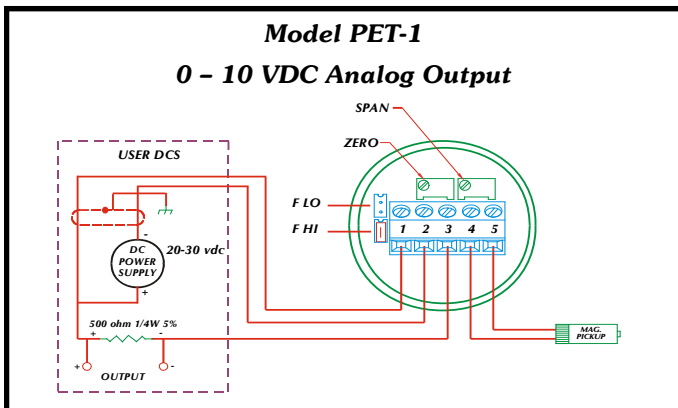 Model PET-1
0 – 10 VDC Analog Output
SPAN
ZERO
USER DCS
F LO
F HI
1 2 3 4 5
-
DC
POWER
SUPPLY
20-30 vdc
+
500 ohm 1/4W 5%
+ -
+ -
OUTPUT
MAG.
PICKUP